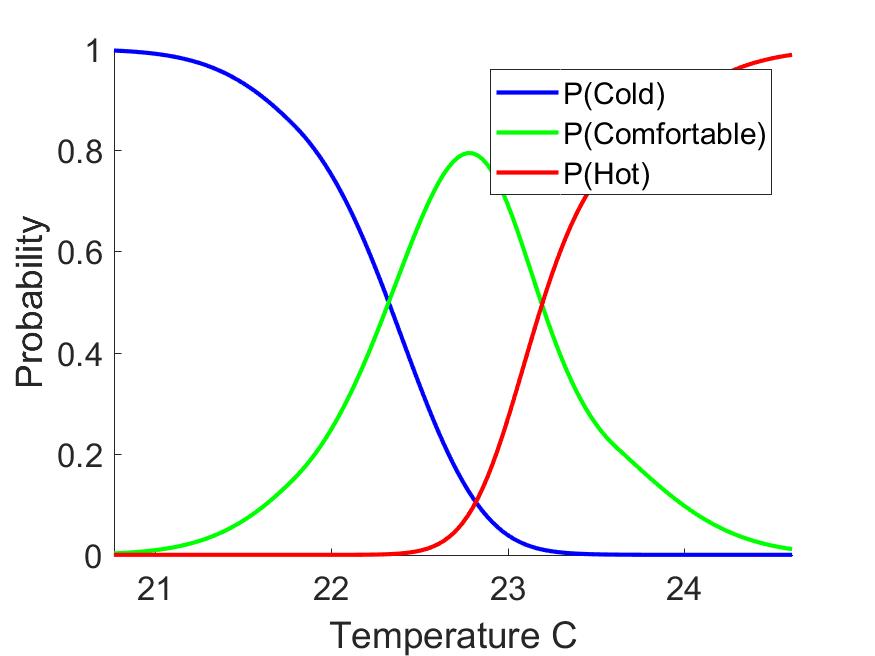 1
0.8
0.6
0.4
0.2
0
Probability
P(Cold)
P(Comfortable)
P(Hot)
21 22 23 24
Temperature C